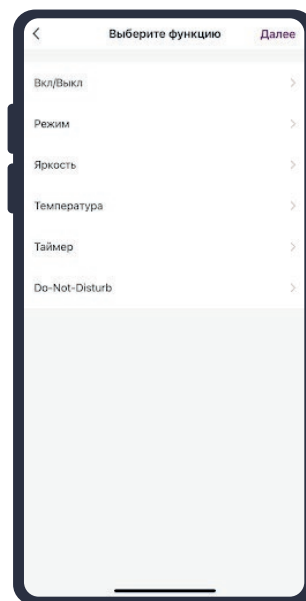 Выберите функцию Далее
Вкл/Выкл
Режим
Яркость
Температура
Таймер
Do-Not-Disturb